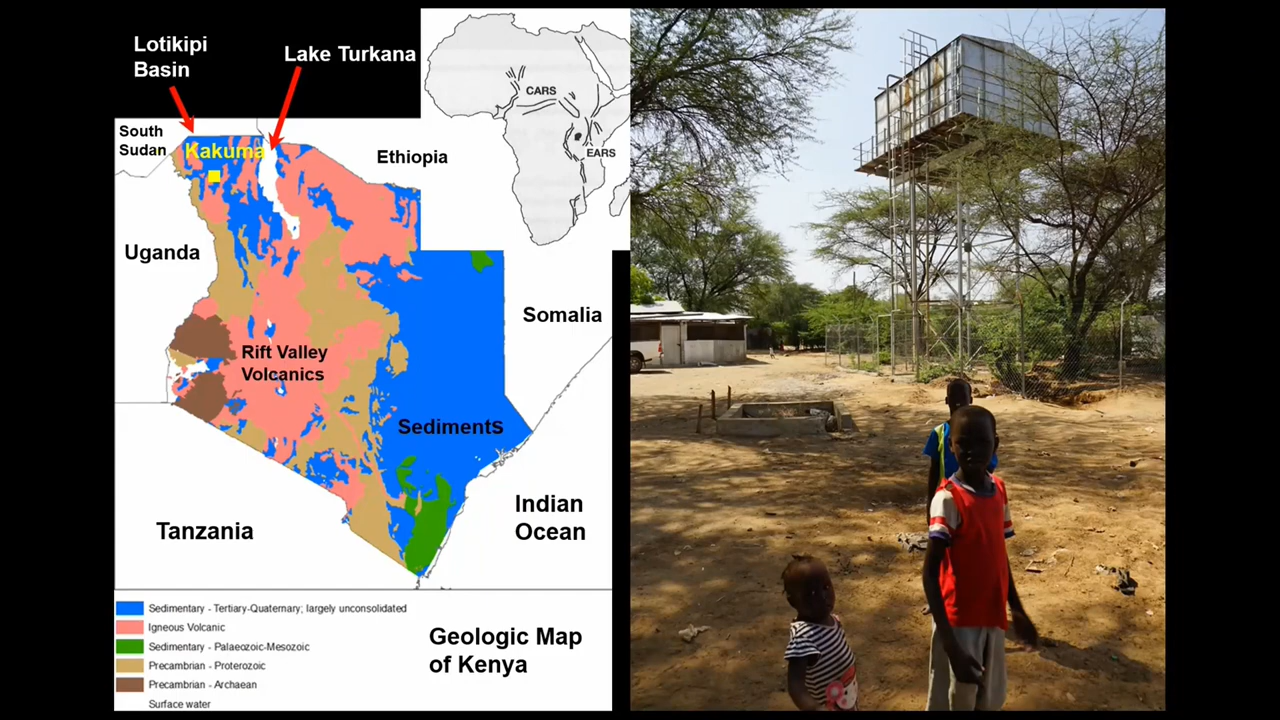 Lotikipi
Basin
Lake Turkana
CARS
EARS
South
Sudan
Kakuma
Ethiopia
Uganda
Somalia
Rift Valley
Volcanics
Sediments
Indian
Ocean
Tanzania
Sedimentary - Tertiary-Quaternary; largely unconsolidated
Igneous Volcanic
Sedimentary - Palaeozoic-Mesozoic
Precambrian - Proterozoic
Precambrian - Archaean
Surface water
Geologic Map
of Kenya